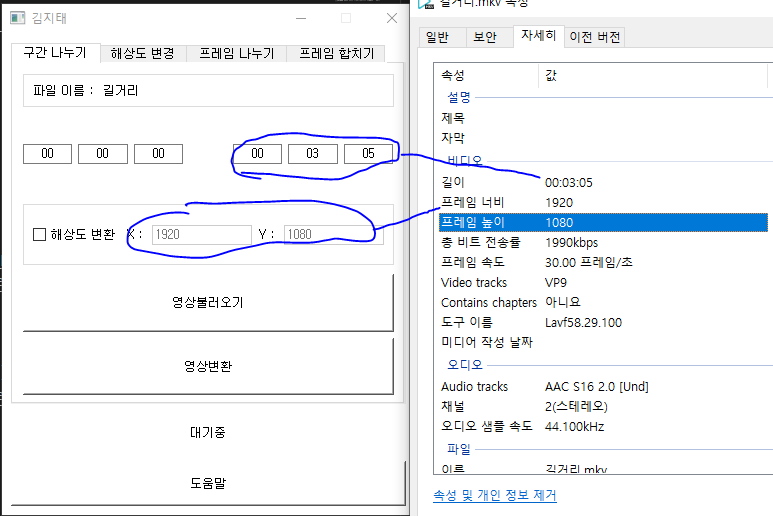 김지태
구간 나누기 해상도 변경 프레임 나누기 프레임 합치기
파일 이름 : 길거리
00 00 00 00 03 05
해상도 변환 X : 1920 Y : 1080
영상불러오기
영상변환
대기중
도움말
길거리.mkv 속성
일반 보안 자세히 이전 버전
속성 값
설명
제목
자막
비디오
길이 00:03:05
프레임 너비 1920
프레임 높이 1080
총 비트 전송률 1990kbps
프레임 속도 30.00 프레임/초
Video tracks VP9
Contains chapters 아니요
도구 이름 Lavf58.29.100
미디어 작성 날짜
오디오
Audio tracks AAC S16 2.0 [Und]
채널 2(스테레오)
오디오 샘플 속도 44.100kHz
파일
이름 길거리.mkv
속성 및 개인 정보 제거